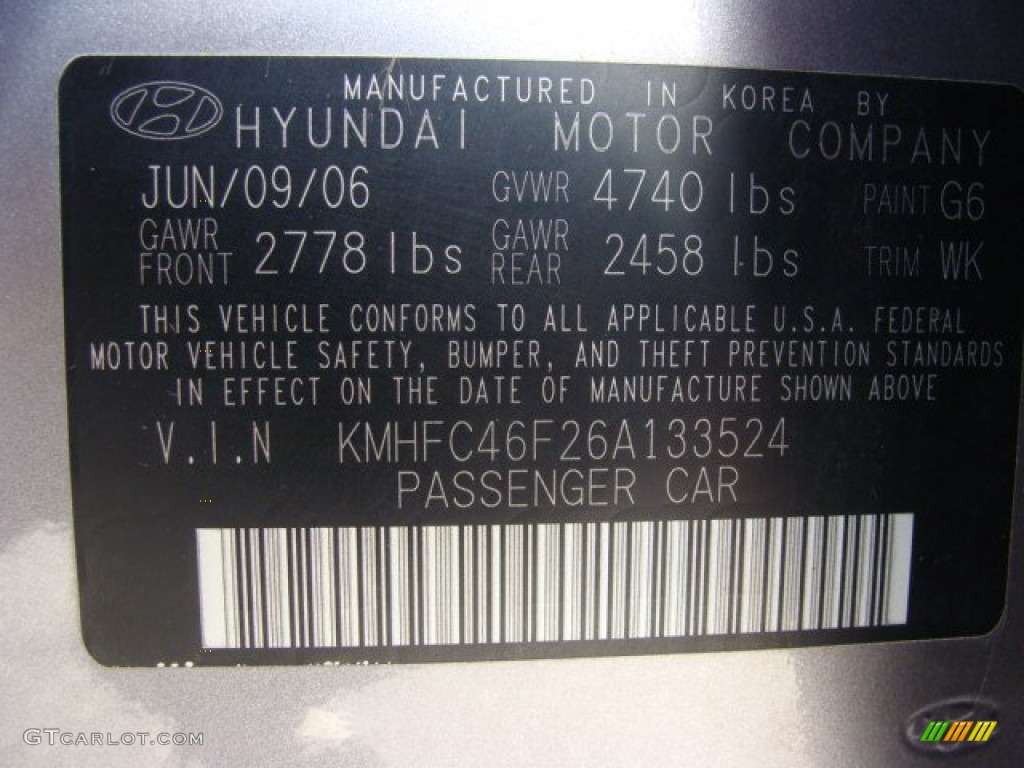 MANUFACTURED IN KOREA BY
HYUNDAI MOTOR COMPANY
JUN/09/06 GVWR 4740 lbs PAINT G6
GAWR FRONT 2778 lbs GAWR REAR 2458 lbs TRIM WK
THIS VEHICLE CONFORMS TO ALL APPLICABLE U.S.A. FEDERAL
MOTOR VEHICLE SAFETY, BUMPER, AND THEFT PREVENTION STANDARDS
IN EFFECT ON THE DATE OF MANUFACTURE SHOWN ABOVE
V.I.N KMHFC46F26A133524
PASSENGER CAR
GTCARLOT.COM